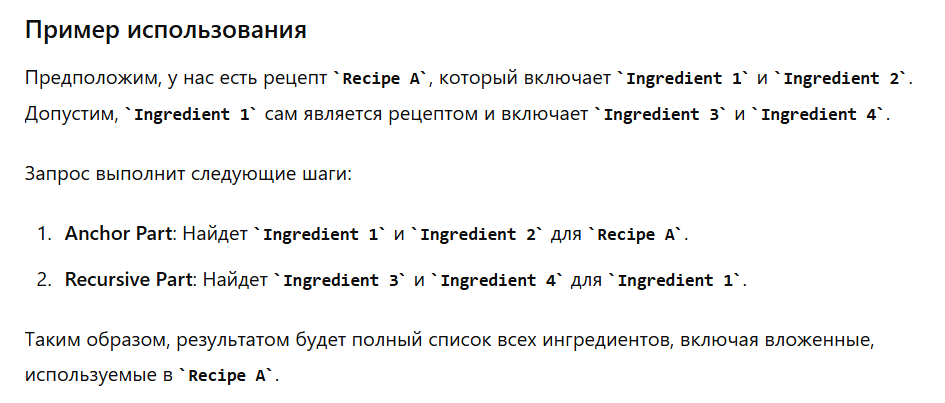 Пример использования
Предположим, у нас есть рецепт `Recipe A`, который включает `Ingredient 1` и `Ingredient 2`.
Допустим, `Ingredient 1` сам является рецептом и включает `Ingredient 3` и `Ingredient 4`.
Запрос выполнит следующие шаги:
1. Anchor Part: Найдет `Ingredient 1` и `Ingredient 2` для `Recipe A`.
2. Recursive Part: Найдет `Ingredient 3` и `Ingredient 4` для `Ingredient 1`.
Таким образом, результатом будет полный список всех ингредиентов, включая вложенные,
используемые в `Recipe A`.